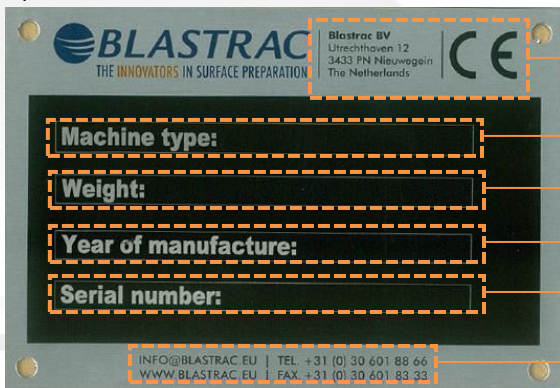 BLASTRAC
THE INNOVATORS IN SURFACE PREPARATION
Blastrac BV
Utrechthaven 12
3433 PN Nieuwegein
The Netherlands
CE
Machine type:
Weight:
Year of manufacture:
Serial number:
INFO@BLASTRAC.EU | TEL. +31 (0) 30 601 88 66
WWW.BLASTRAC.EU | FAX. +31 (0) 30 601 83 33